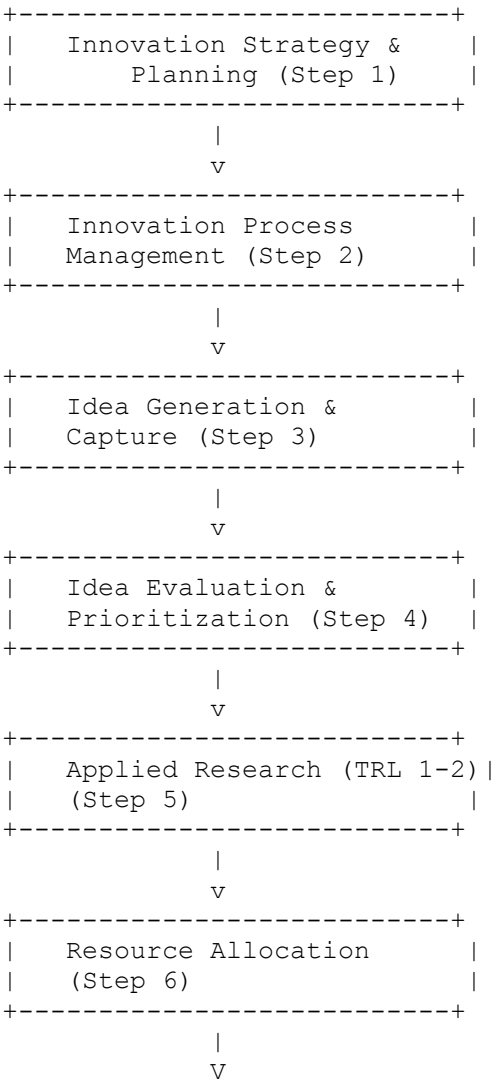 +---------------------------+
|   Innovation Strategy &    |
|       Planning (Step 1)    |
+---------------------------+
|
v
+---------------------------+
|   Innovation Process       |
|   Management (Step 2)      |
+---------------------------+
|
v
+---------------------------+
|   Idea Generation &        |
|   Capture (Step 3)         |
+---------------------------+
|
v
+---------------------------+
|   Idea Evaluation &        |
|   Prioritization (Step 4)  |
+---------------------------+
|
v
+---------------------------+
|   Applied Research (TRL 1-2)|
|   (Step 5)                 |
+---------------------------+
|
v
+---------------------------+
|   Resource Allocation      |
|   (Step 6)                 |
+---------------------------+
|
V